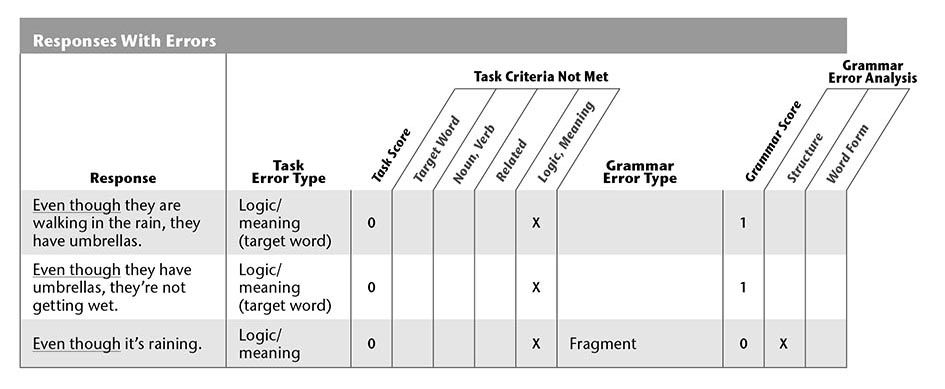 Responses With Errors
Task Criteria Not Met
Grammar
Error Analysis
Response
Task
Error Type
Task Score
Target Word
Noun, Verb
Related
Logic, Meaning
Grammar
Error Type
Grammar Score
Structure
Word Form
Even though they are
walking in the rain, they
have umbrellas.
Logic/
meaning
(target word)
0
X
1
Even though they have
umbrellas, they’re not
getting wet.
Logic/
meaning
(target word)
0
X
1
Even though it’s raining.
Logic/
meaning
0
X
Fragment
0
X